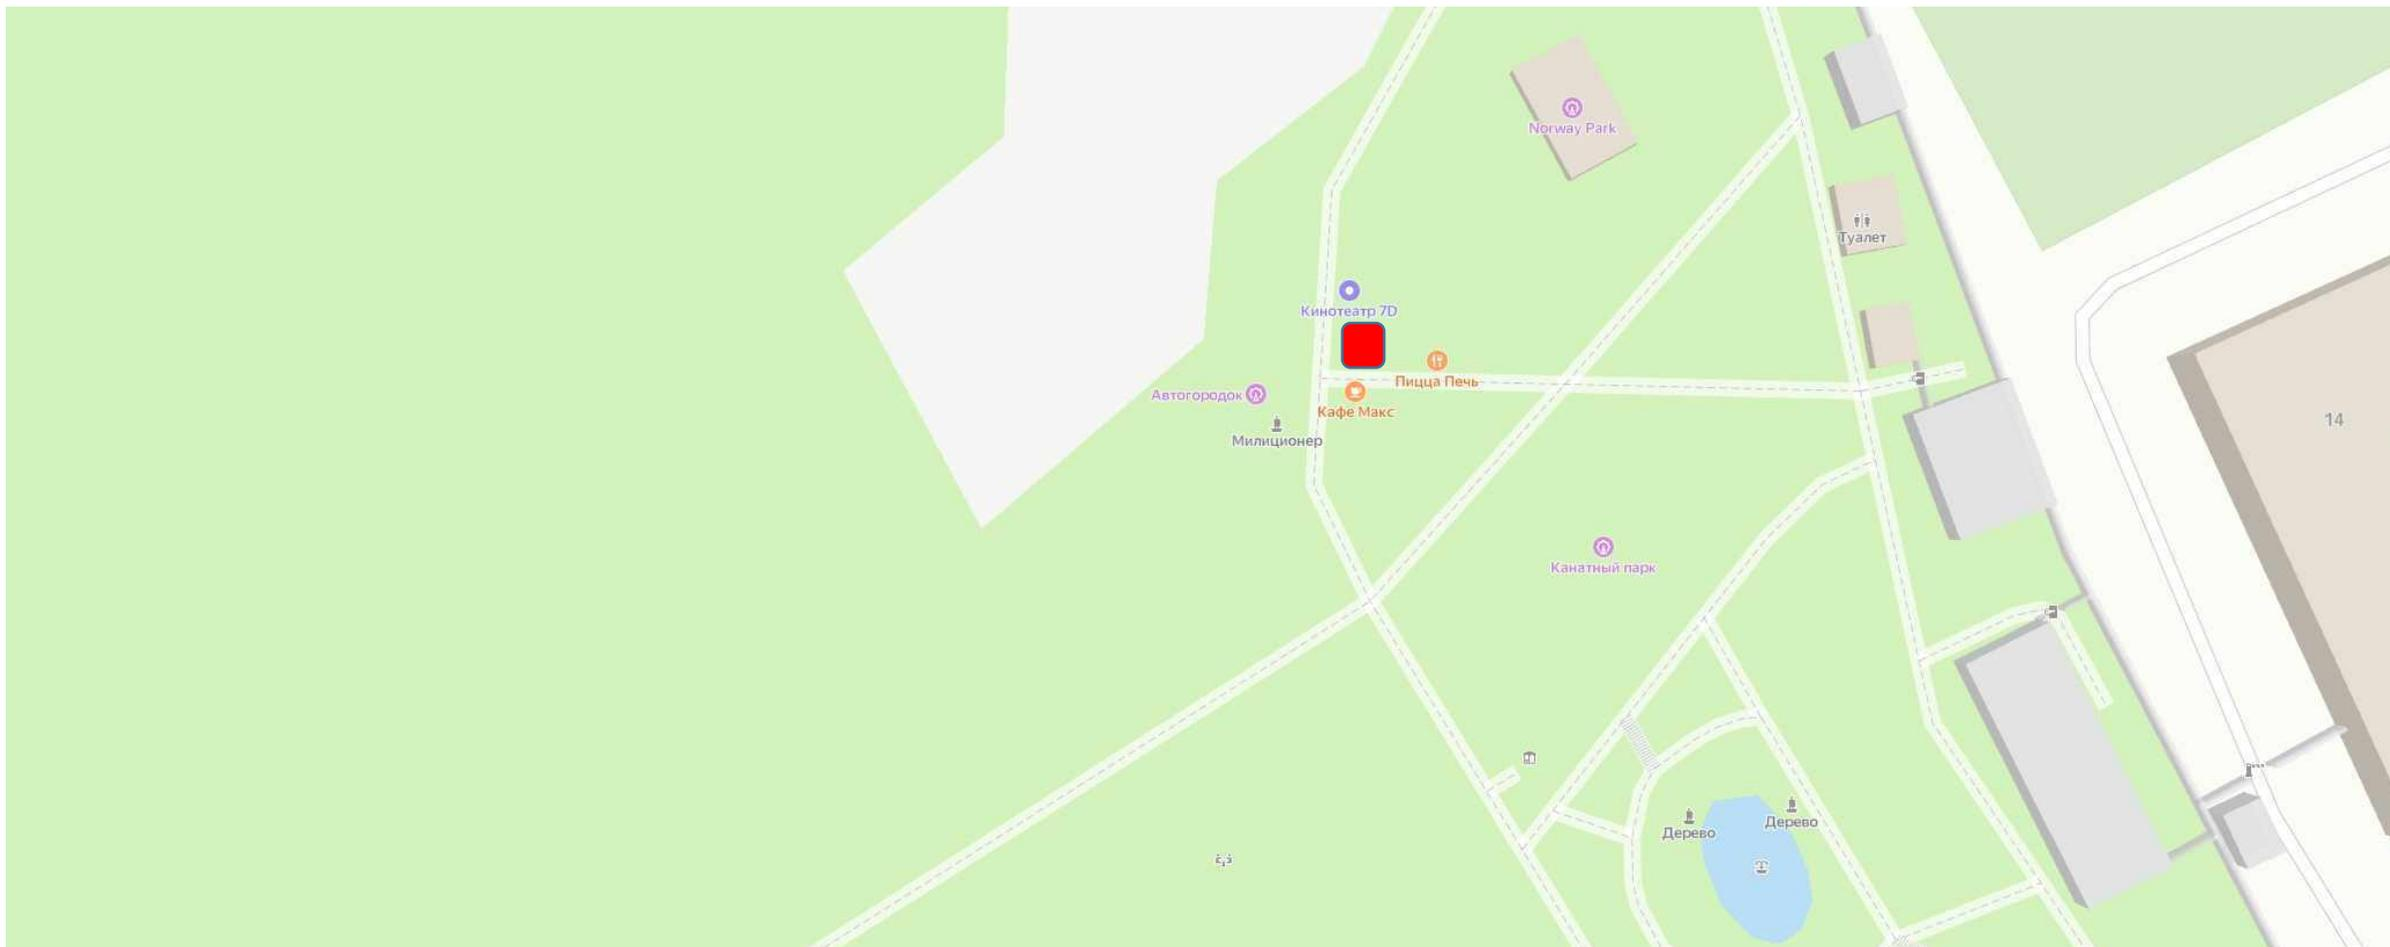 Norway Park
Туалет
Кинотеатр 7D
Пицца Печь
Автогородок
Кафе Макс
Милиционер
14
Канатный парк
Дерево
Дерево